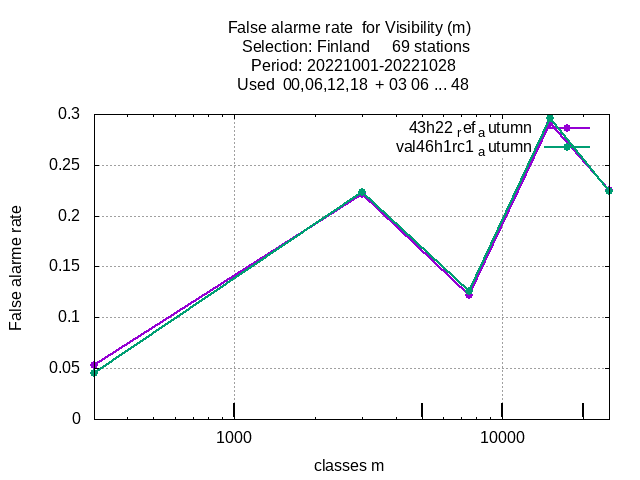 False alarme rate  for Visibility (m)
Selection: Finland     69 stations
Period: 20221001-20221028
Used  00,06,12,18  + 03 06 ... 48
0.3
43h22 ref autumn
val46h1rc1 autumn
0.25
0.2
0.15
0.1
0.05
0
False alarme rate
1000
10000
classes m